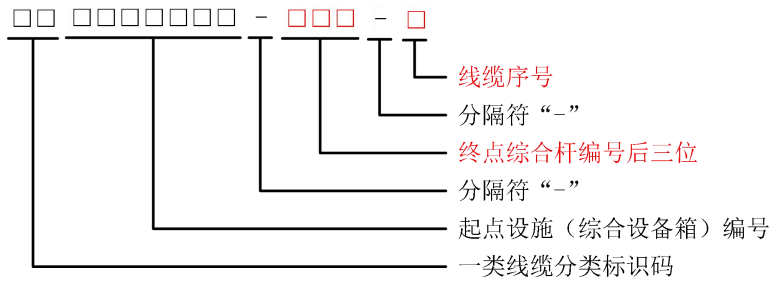 □□ □□□□□□□ - □□□ - □
线缆序号
分隔符“-”
终点综合杆编号后三位
分隔符“-”
起点设施（综合设备箱）编号
一类线缆分类标识码